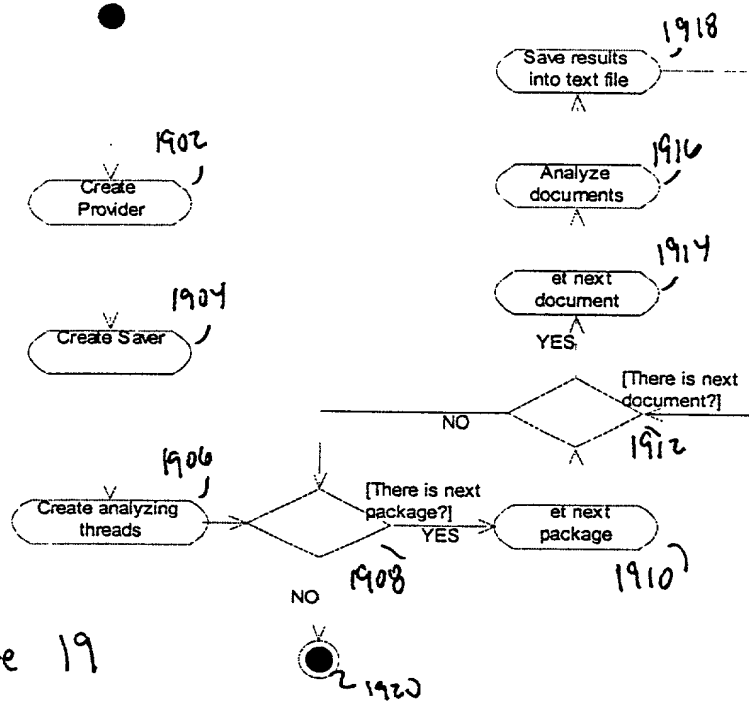 1902
Create
Provider
1904
Create Saver
1906
Create analyzing
threads
[There is next
package?]
YES
1908
NO
1920
et next
package
1910
[There is next
document?]
NO
1912
YES
et next
document
1914
Analyze
documents
1916
Save results
into text file
1918
e 19